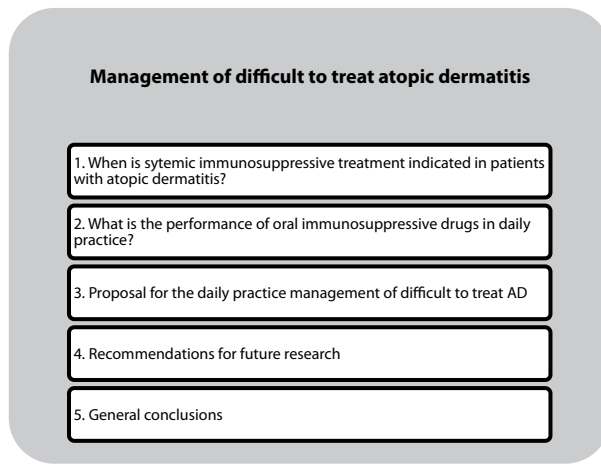 Management of difficult to treat atopic dermatitis
1. When is sytemic immunosuppressive treatment indicated in patients
with atopic dermatitis?
2. What is the performance of oral immunosuppressive drugs in daily
practice?
3. Proposal for the daily practice management of difficult to treat AD
4. Recommendations for future research
5. General conclusions